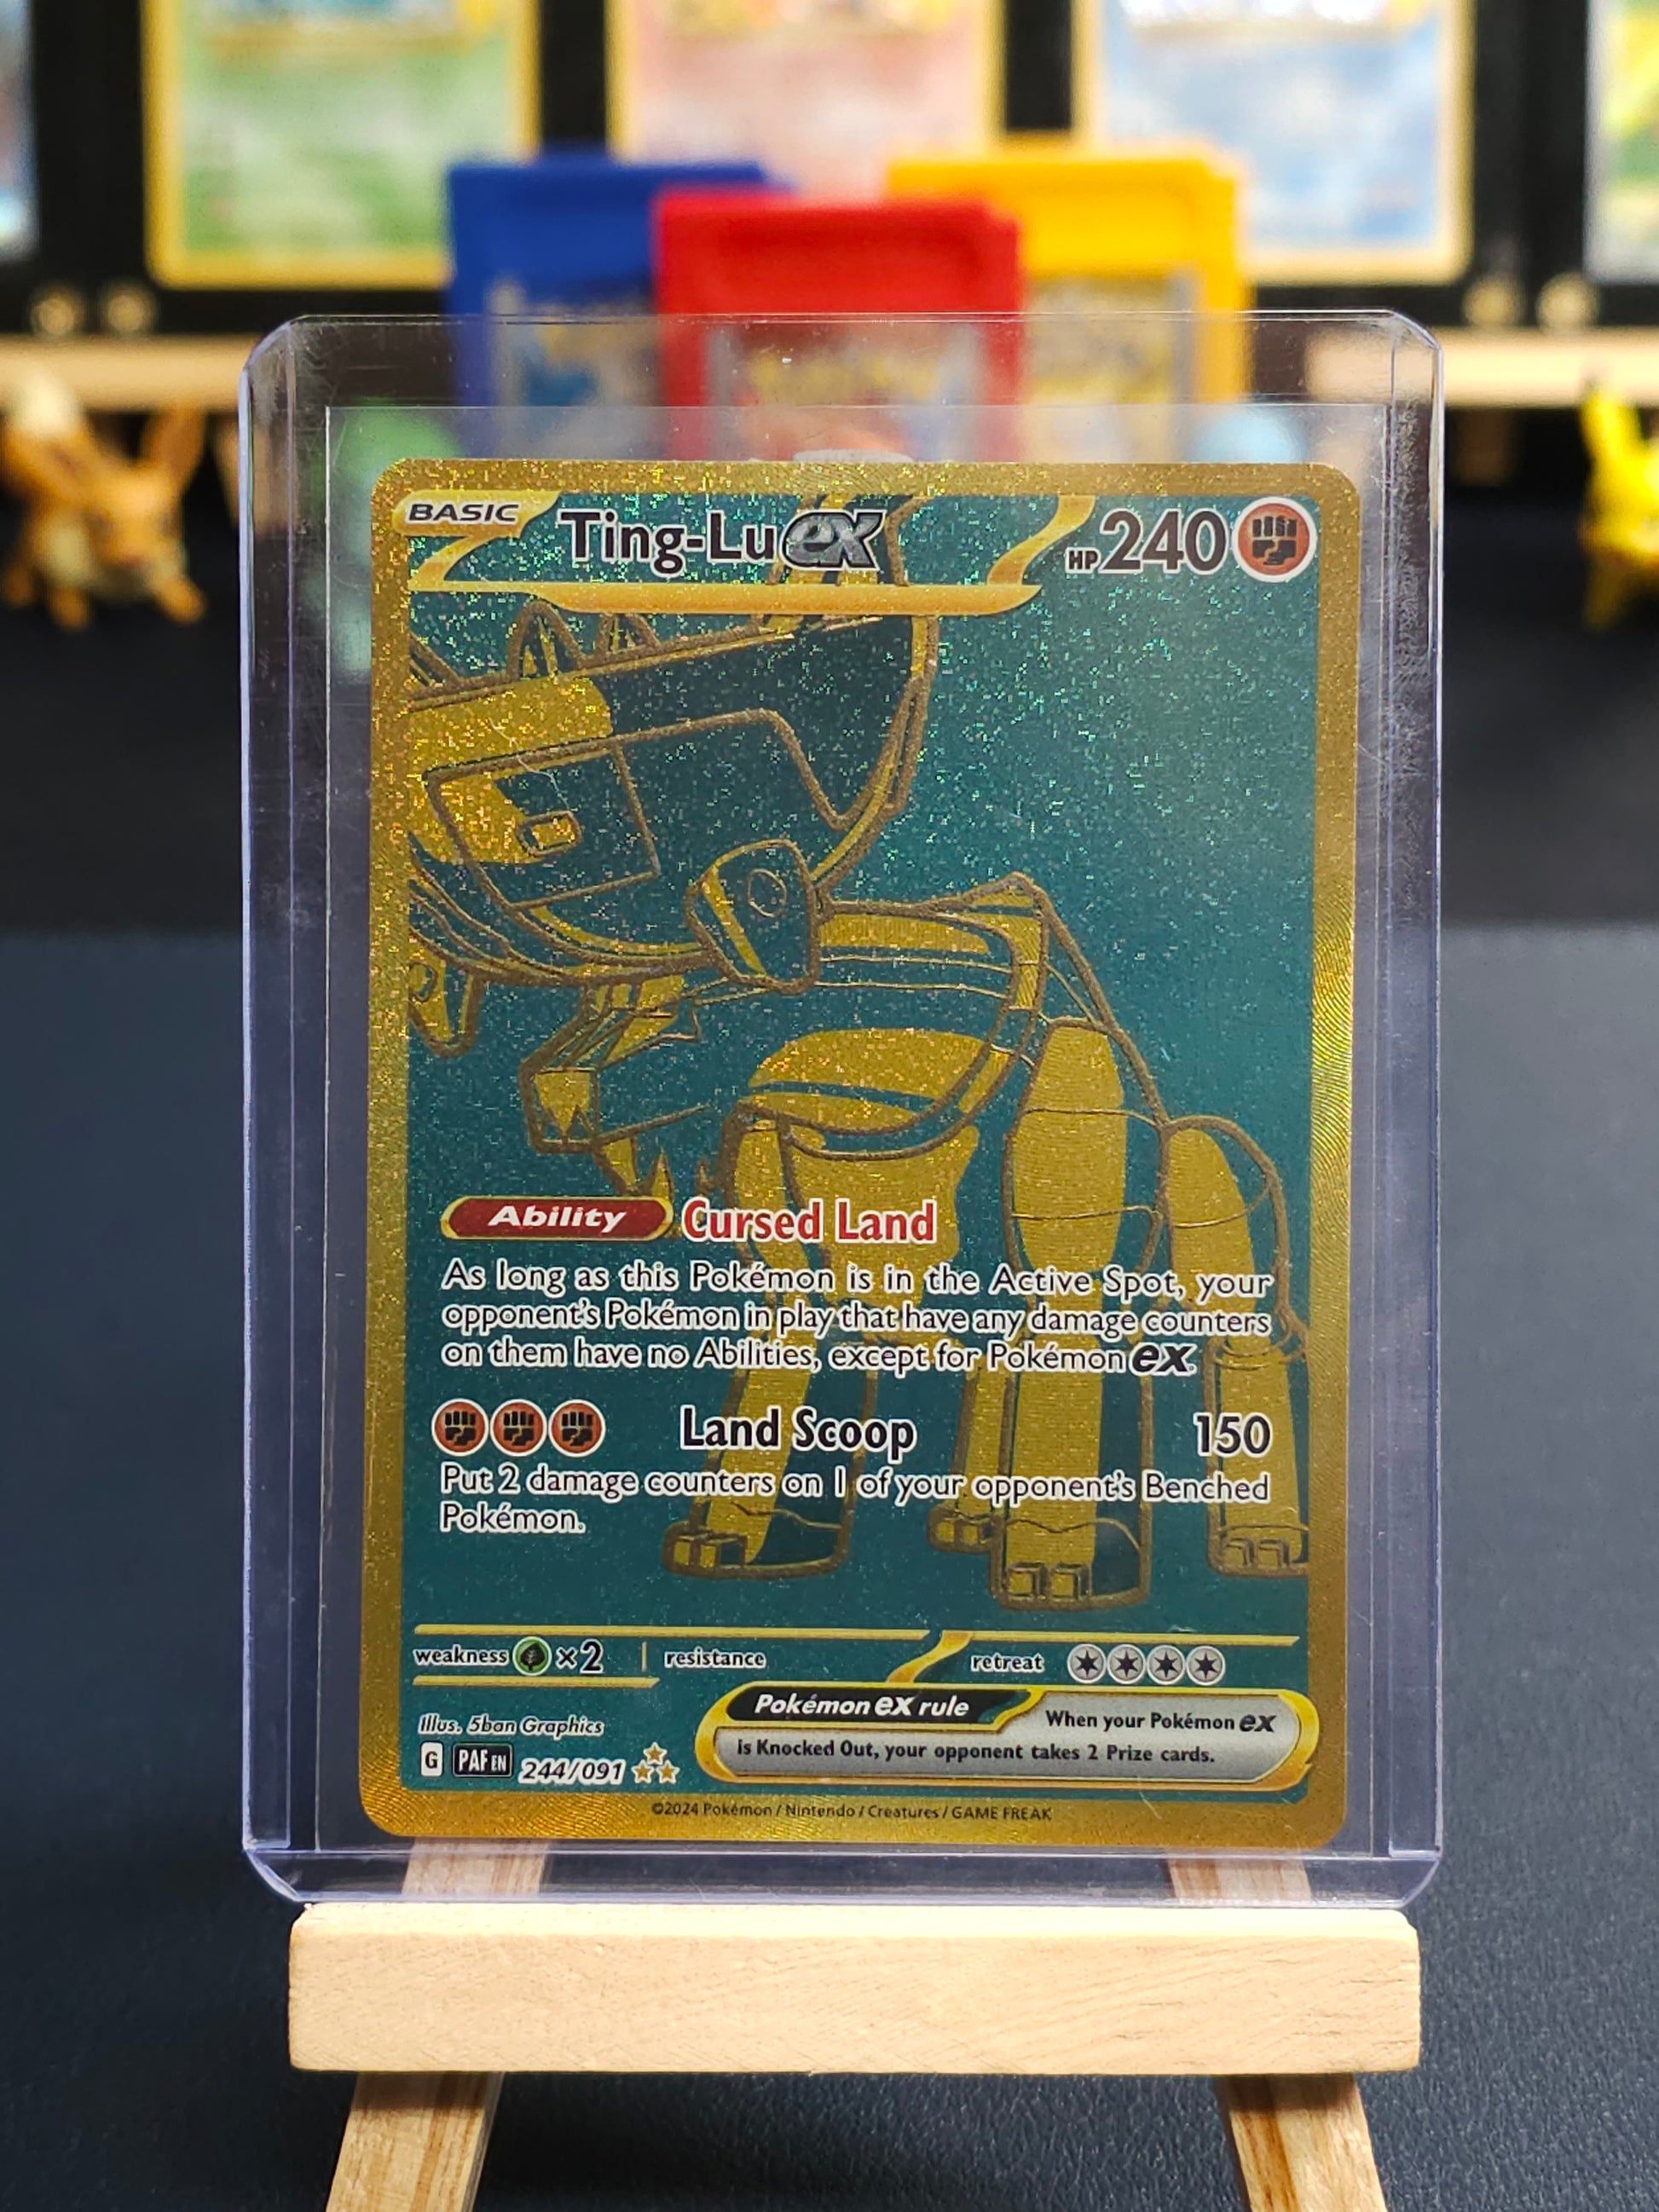 BASIC Ting-Lu ex HP 240
Ability Cursed Land
As long as this Pokémon is in the Active Spot, your
opponent's Pokémon in play that have any damage counters
on them have no Abilities, except for Pokémon ex.
Land Scoop 150
Put 2 damage counters on 1 of your opponent's Benched
Pokémon.
weakness ×2 resistance retreat
Pokémon ex rule
When your Pokémon ex
is Knocked Out, your opponent takes 2 Prize cards.
Illus. 5ban Graphics
G PAF EN 244/091
©2024 Pokémon / Nintendo / Creatures / GAME FREAK